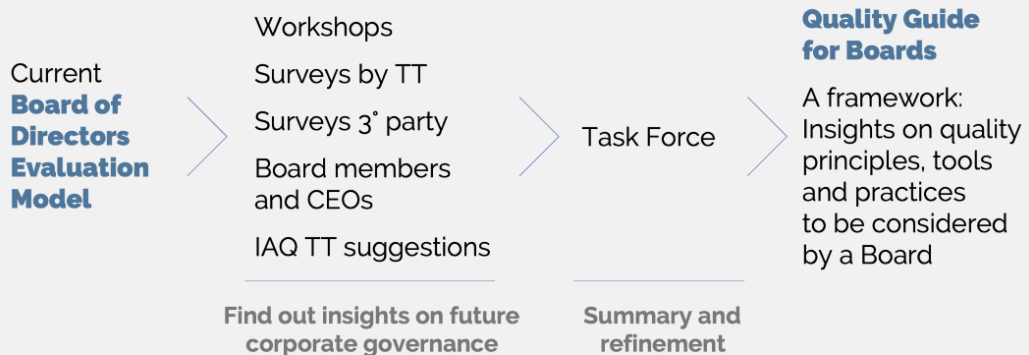 Current
Board of
Directors
Evaluation
Model
Workshops
Surveys by TT
Surveys 3° party
Board members
and CEOs
IAQ TT suggestions
Find out insights on future
corporate governance
Task Force
Summary and
refinement
Quality Guide
for Boards
A framework:
Insights on quality
principles, tools
and practices
to be considered
by a Board